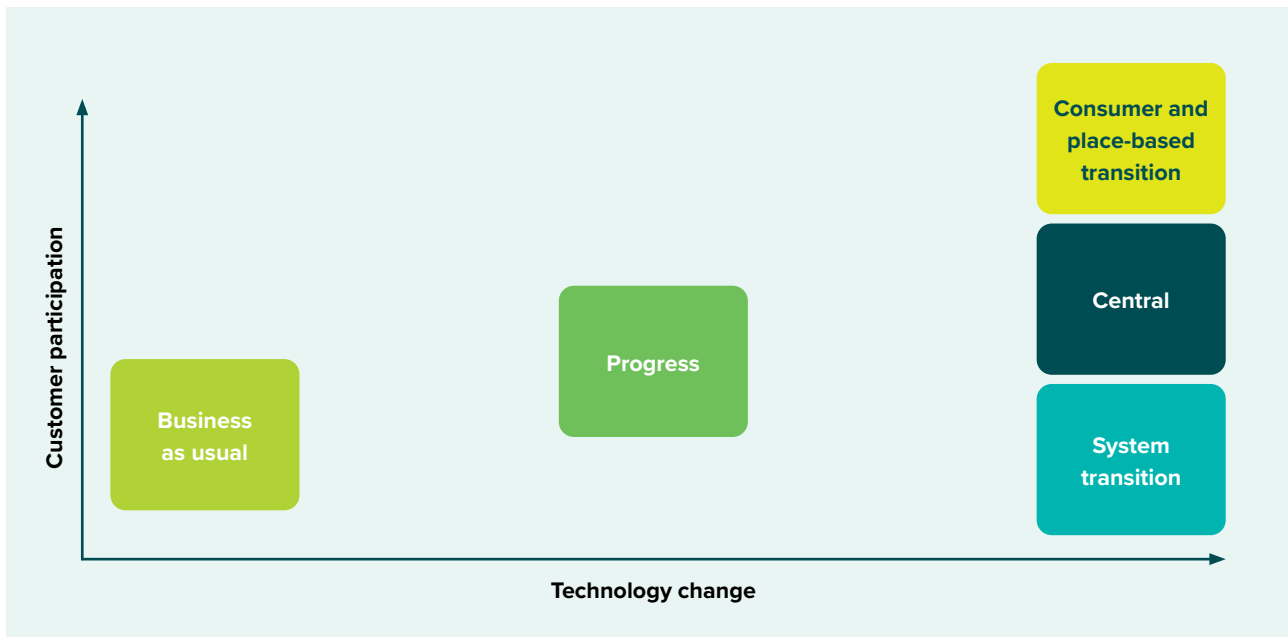 Customer participation
Consumer and
place-based
transition
Central
Progress
Business
as usual
System
transition
Technology change